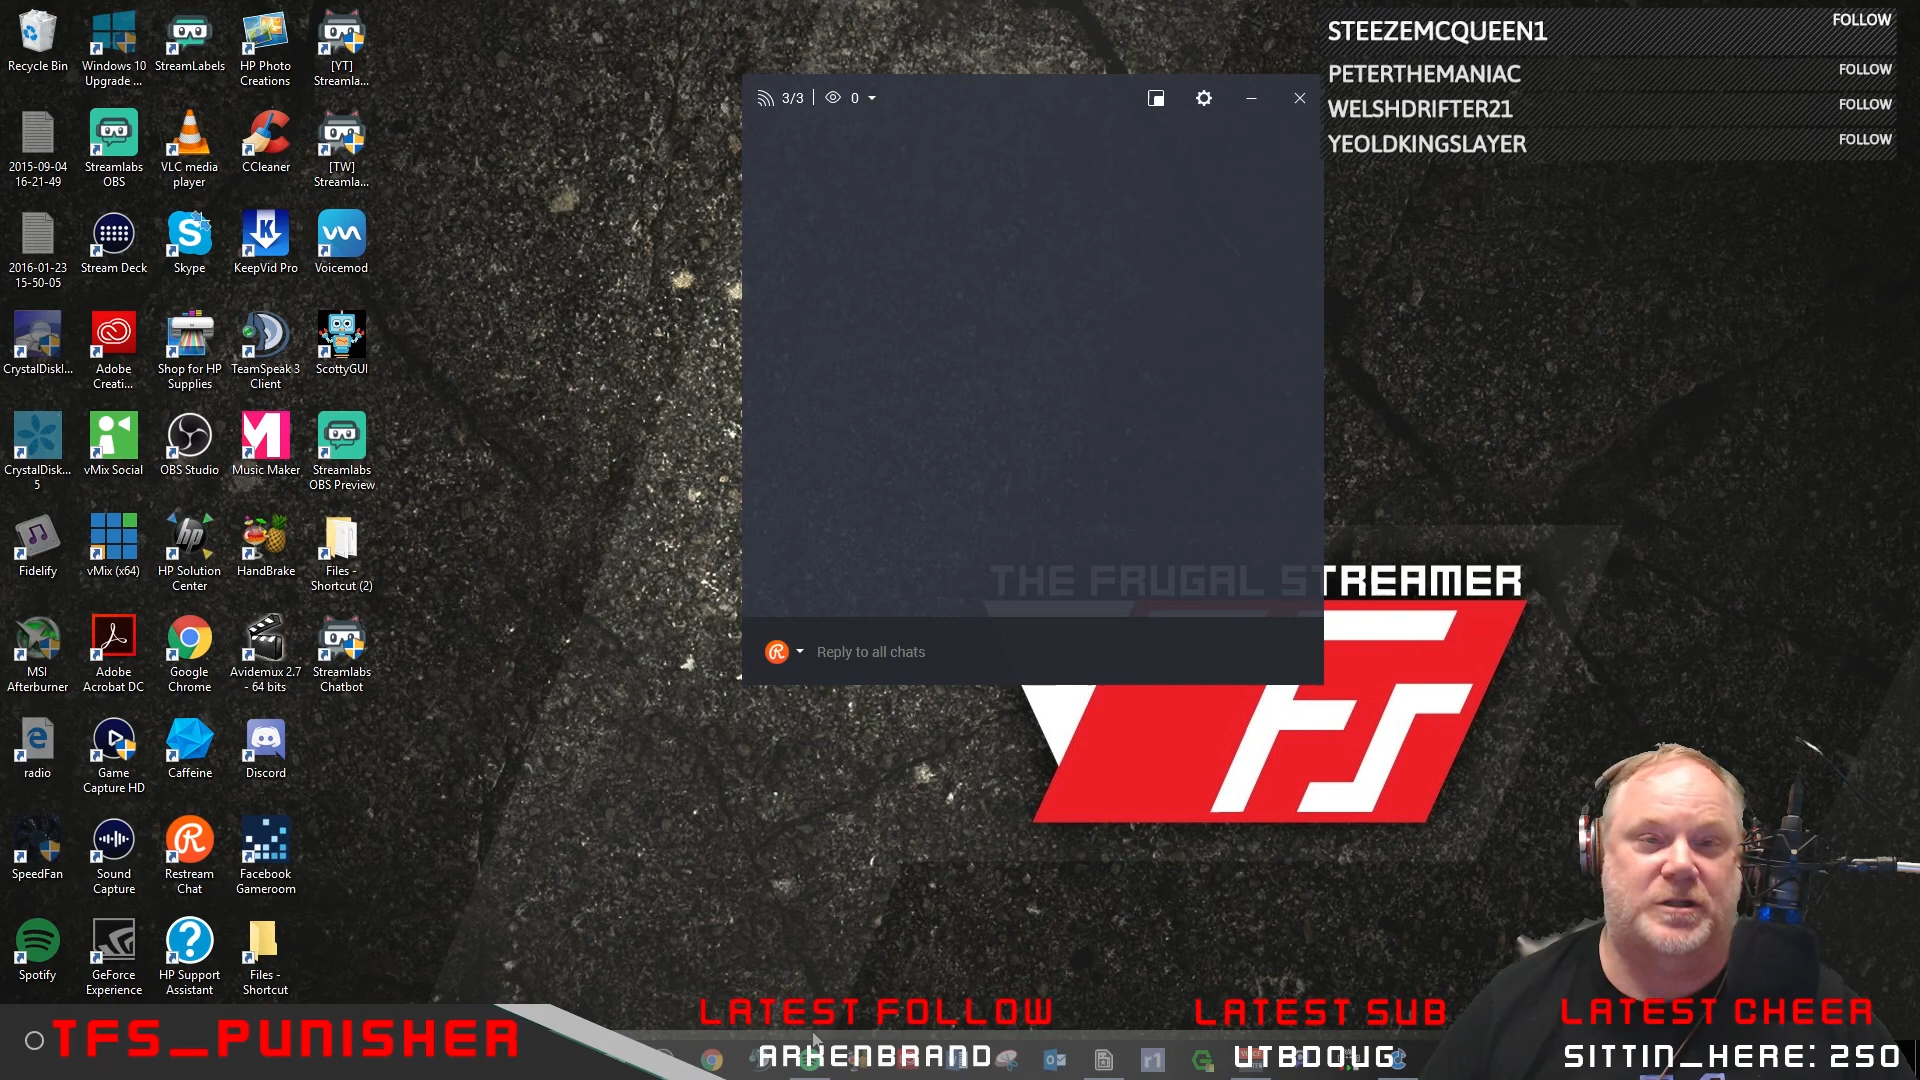 Recycle Bin
Windows 10
Upgrade ...
StreamLabels
HP Photo
Creations
[YT]
Streamla...
2015-09-04
16-21-49
Streamlabs
OBS
VLC media
player
CCleaner
[TW]
Streamla...
2016-01-23
15-50-05
Stream Deck
Skype
KeepVid Pro
Voicemod
CrystalDiskI...
Adobe
Creati...
Shop for HP
Supplies
TeamSpeak 3
Client
ScottyGUI
CrystalDisk...
5
vMix Social
OBS Studio
Music Maker
Streamlabs
OBS Preview
Fidelify
vMix (x64)
HP Solution
Center
HandBrake
Files -
Shortcut (2)
MSI
Afterburner
Adobe
Acrobat DC
Google
Chrome
Avidemux 2.7
- 64 bits
Streamlabs
Chatbot
radio
Game
Capture HD
Caffeine
Discord
SpeedFan
Sound
Capture
Restream
Chat
Facebook
Gameroom
Spotify
GeForce
Experience
HP Support
Assistant
Files -
Shortcut
3/3
0
Reply to all chats
STEEZEMCQUEEN1 FOLLOW
PETERTHEMANIAC FOLLOW
WELSHDRIFTER21 FOLLOW
YEOLDKINGSLAYER FOLLOW
THE FRUGAL STREAMER
FS
TFS_PUNISHER
LATEST FOLLOW
ARKENBRAND
LATEST SUB
UTBDOUG
LATEST CHEER
SITTIN_HERE: 250